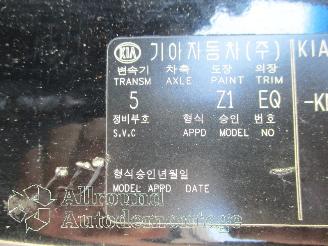 KIA 기아자동차(주) KIA
변속기 차축 도장 외장
TRANSM AXLE PAINT TRIM
5 Z1 EQ -K
정비부호 형식 승인 번호
S.V.C APPD MODEL NO
형식승인년월일
MODEL APPD DATE
Allround
Autodemontage